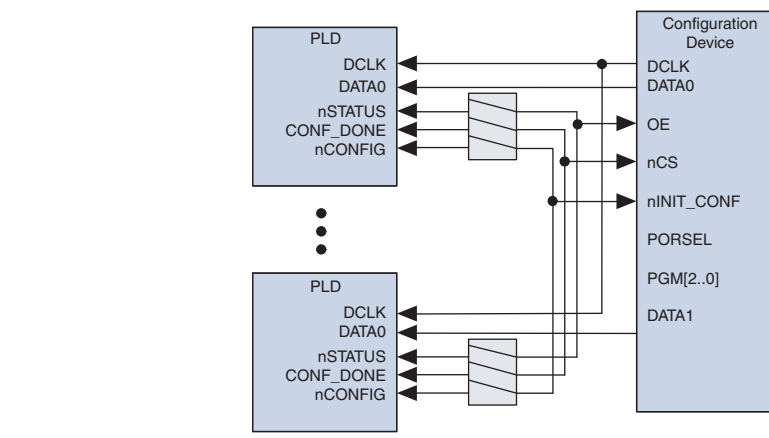 PLD
DCLK
DATA0
nSTATUS
CONF_DONE
nCONFIG
PLD
DCLK
DATA0
nSTATUS
CONF_DONE
nCONFIG
Configuration
Device
DCLK
DATA0
OE
nCS
nINIT_CONF
PORSEL
PGM[2..0]
DATA1